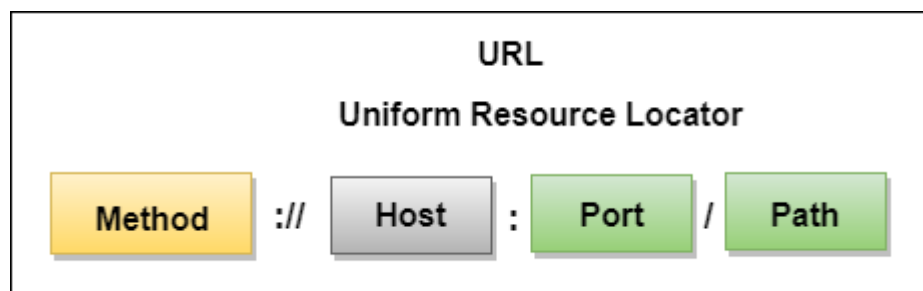 URL
Uniform Resource Locator
Method :// Host : Port / Path